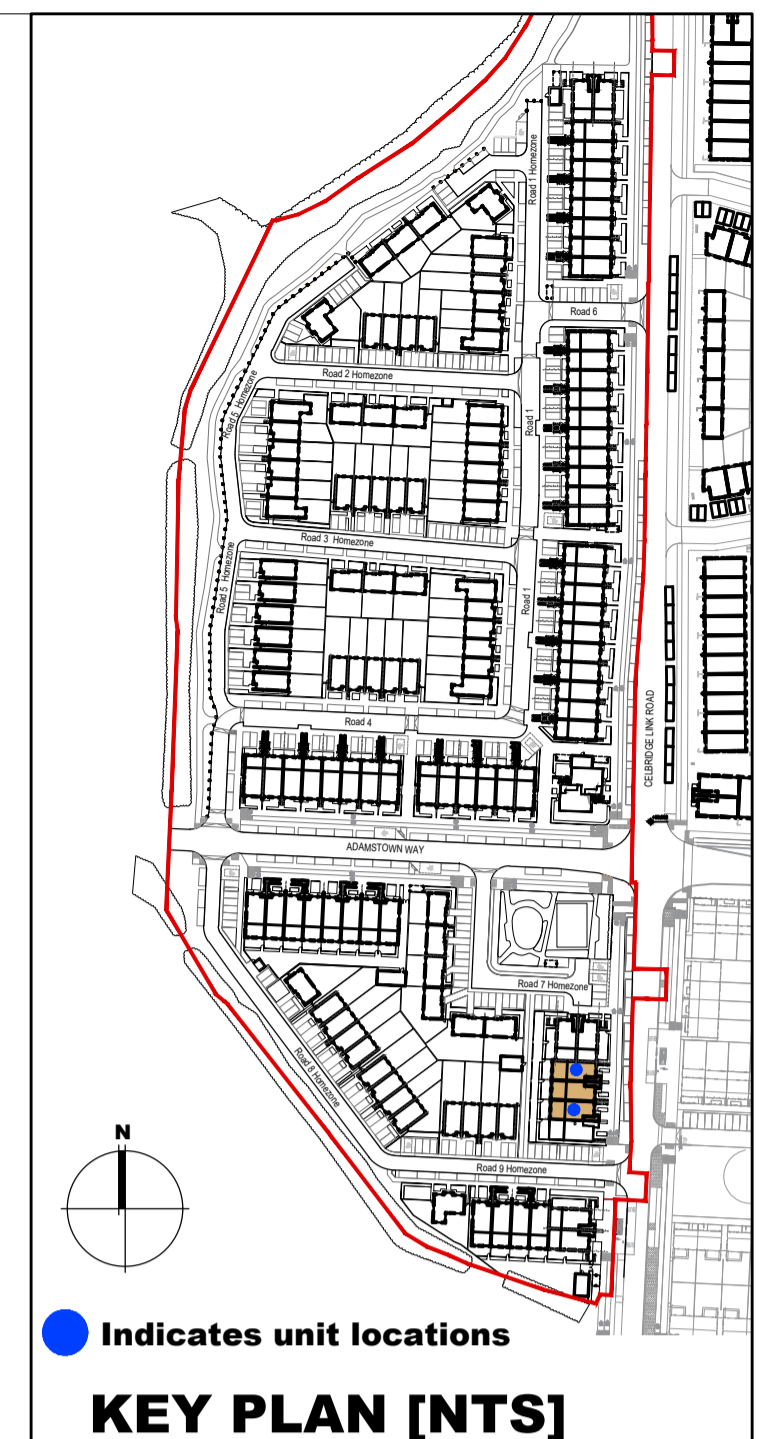 Road 1 Homezone
Road 6
Road 2 Homezone
Road 5 Homezone
Road 1
Road 3 Homezone
Road 5 Homezone
Road 1
CELBRIDGE LINK ROAD
Road 4
ADAMSTOWN WAY
Road 7 Homezone
Road 8 Homezone
Road 9 Homezone
N
Indicates unit locations
KEY PLAN [NTS]